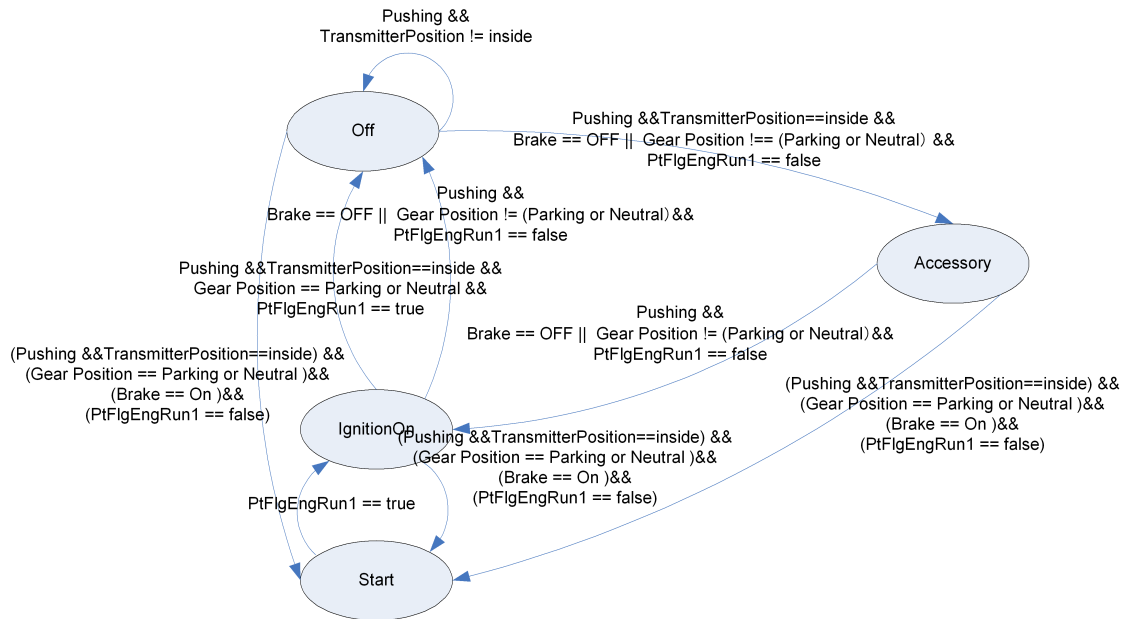 Pushing &&
TransmitterPosition != inside
Off
Pushing &&TransmitterPosition==inside &&
Brake == OFF || Gear Position !== (Parking or Neutral) &&
PtFlgEngRun1 == false
Pushing &&
Brake == OFF || Gear Position != (Parking or Neutral)&&
PtFlgEngRun1 == false
Accessory
Pushing &&TransmitterPosition==inside &&
Gear Position == Parking or Neutral &&
PtFlgEngRun1 == true
Pushing &&
Brake == OFF || Gear Position != (Parking or Neutral)&&
PtFlgEngRun1 == false
(Pushing &&TransmitterPosition==inside) &&
(Gear Position == Parking or Neutral )&&
(Brake == On )&&
(PtFlgEngRun1 == false)
(Pushing &&TransmitterPosition==inside) &&
(Gear Position == Parking or Neutral )&&
(Brake == On )&&
(PtFlgEngRun1 == false)
IgnitionOn
(Pushing &&TransmitterPosition==inside) &&
(Gear Position == Parking or Neutral )&&
(Brake == On )&&
(PtFlgEngRun1 == false)
PtFlgEngRun1 == true
Start